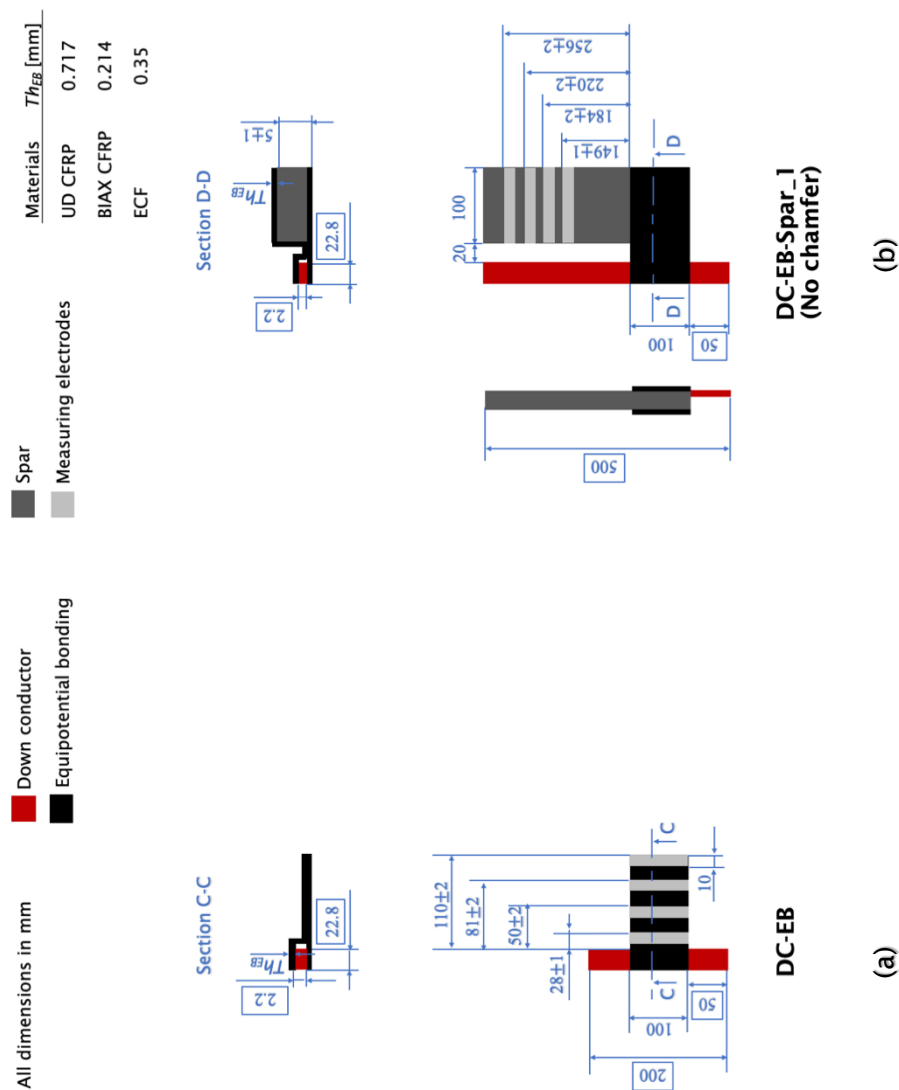 All dimensions in mm
Down conductor
Equipotential bonding
Spar
Measuring electrodes
Materials Th_EB [mm]
UD CFRP 0.717
BIAX CFRP 0.214
ECF 0.35
Section C-C
Th_EB
2.2
22.8
110±2
81±2
50±2
28±1
C
C
10
50
100
200
DC-EB
(a)
Section D-D
Th_EB
5±1
2.2
22.8
256±2
220±2
184±2
149±1
100
20
D
D
100
50
500
DC-EB-Spar_1
(No chamfer)
(b)